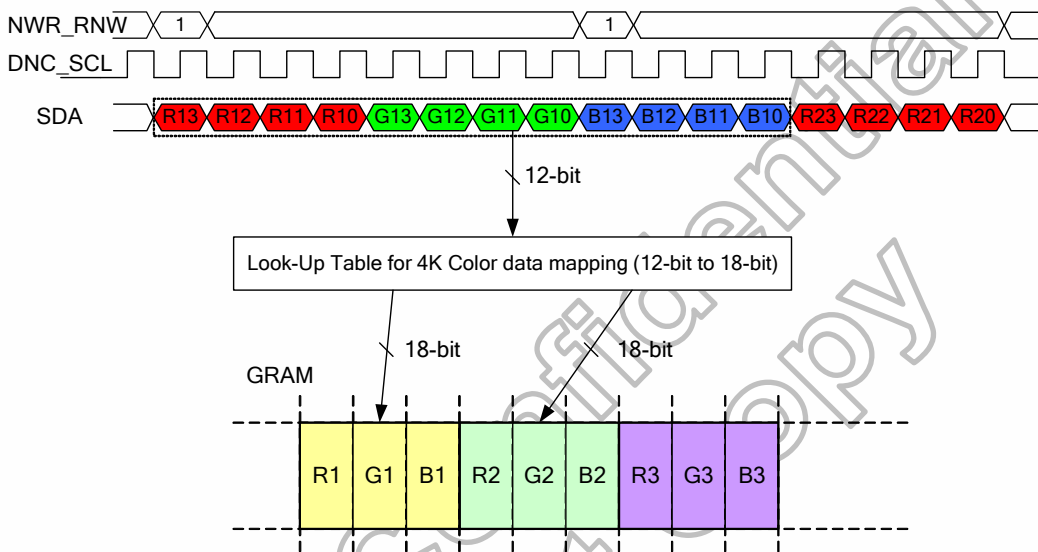 NWR_RNW 1 1
DNC_SCL
SDA R13 R12 R11 R10 G13 G12 G11 G10 B13 B12 B11 B10 R23 R22 R21 R20
12-bit
Look-Up Table for 4K Color data mapping (12-bit to 18-bit)
18-bit 18-bit
GRAM
R1 G1 B1 R2 G2 B2 R3 G3 B3
Confidential
Copy